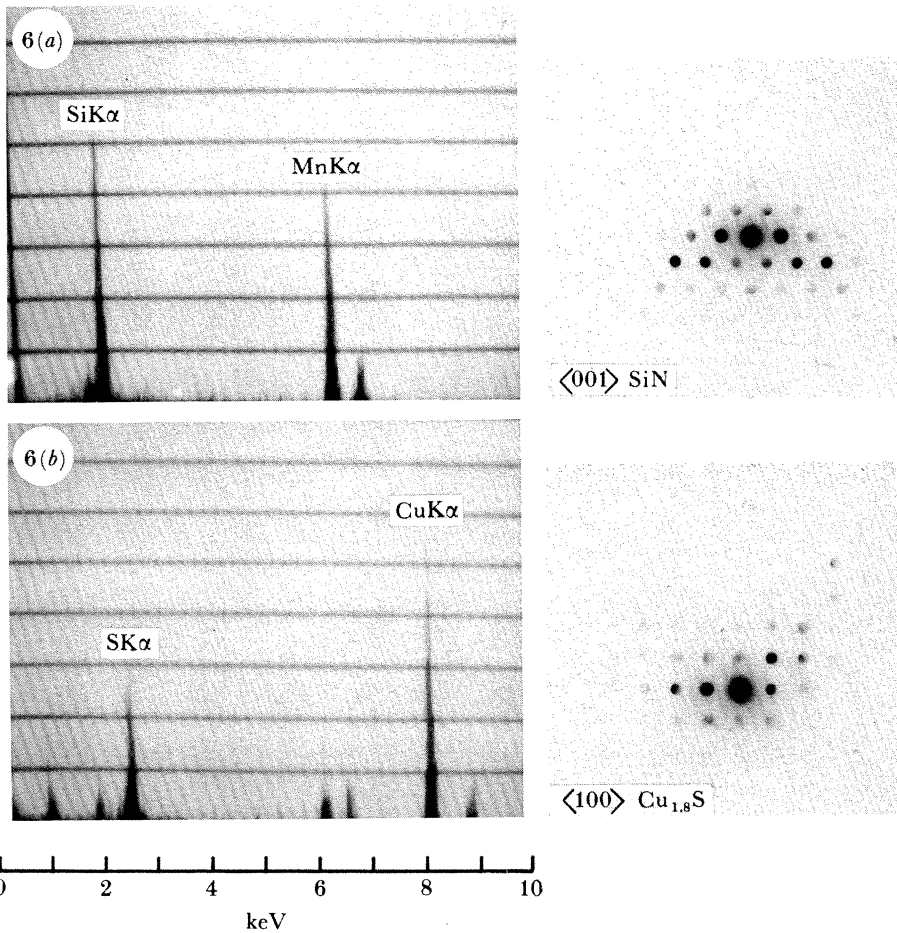 6(a)
SiKα
MnKα
⟨001⟩ SiN
6(b)
CuKα
SKα
⟨100⟩ Cu₁.₈S
0 2 4 6 8 10
keV